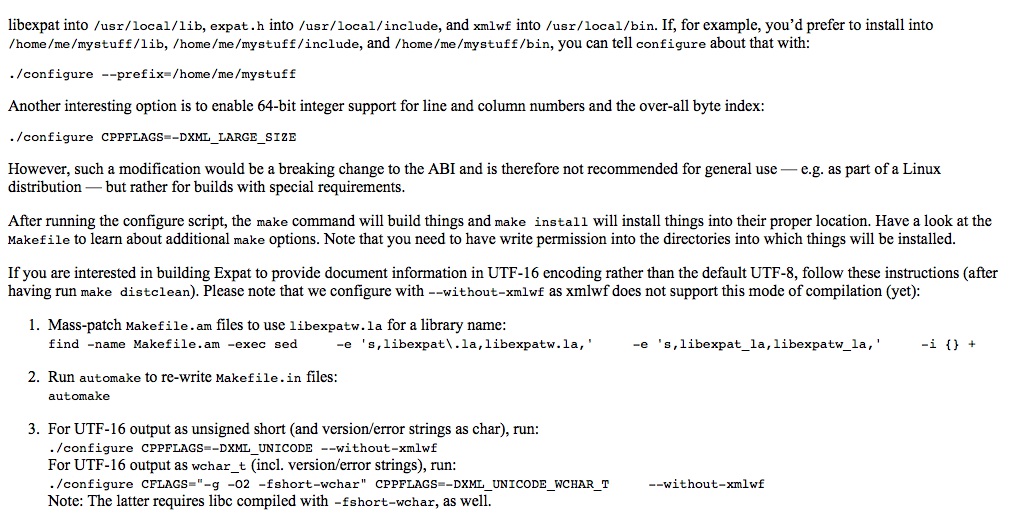 libexpat into /usr/local/lib, expat.h into /usr/local/include, and xmlwf into /usr/local/bin. If, for example, you’d prefer to install into
/home/me/mystuff/lib, /home/me/mystuff/include, and /home/me/mystuff/bin, you can tell configure about that with:
./configure --prefix=/home/me/mystuff
Another interesting option is to enable 64-bit integer support for line and column numbers and the over-all byte index:
./configure CPPFLAGS=-DXML_LARGE_SIZE
However, such a modification would be a breaking change to the ABI and is therefore not recommended for general use — e.g. as part of a Linux
distribution — but rather for builds with special requirements.
After running the configure script, the make command will build things and make install will install things into their proper location. Have a look at the
Makefile to learn about additional make options. Note that you need to have write permission into the directories into which things will be installed.
If you are interested in building Expat to provide document information in UTF-16 encoding rather than the default UTF-8, follow these instructions (after
having run make distclean). Please note that we configure with --without-xmlwf as xmlwf does not support this mode of compilation (yet):
1. Mass-patch Makefile.am files to use libexpatw.la for a library name:
find -name Makefile.am -exec sed -e 's,libexpat\.la,libexpatw.la,' -e 's,libexpat_la,libexpatw_la,' -i {} +
2. Run automake to re-write Makefile.in files:
automake
3. For UTF-16 output as unsigned short (and version/error strings as char), run:
./configure CPPFLAGS=-DXML_UNICODE --without-xmlwf
For UTF-16 output as wchar_t (incl. version/error strings), run:
./configure CFLAGS="-g -O2 -fshort-wchar" CPPFLAGS=-DXML_UNICODE_WCHAR_T --without-xmlwf
Note: The latter requires libc compiled with -fshort-wchar, as well.